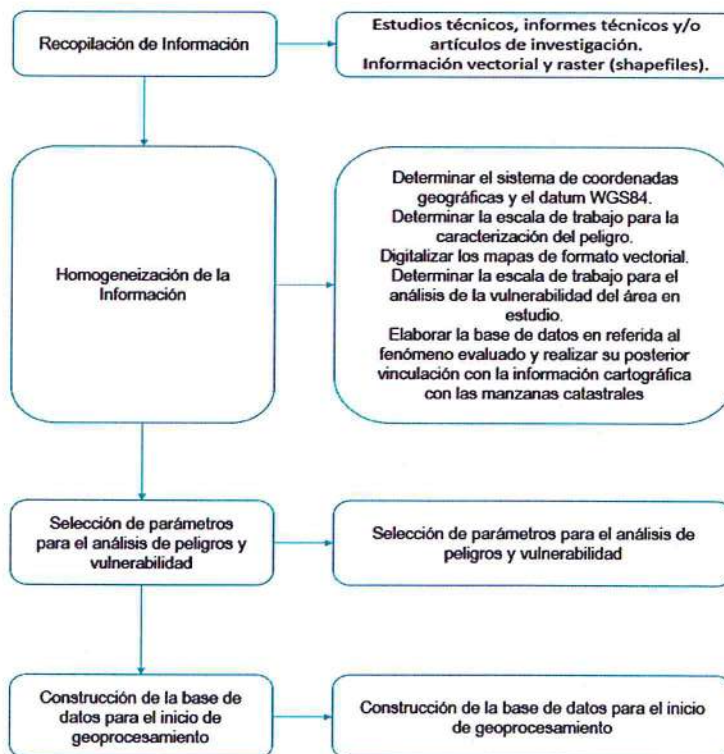 Recopilación de Información
Estudios técnicos, informes técnicos y/o
artículos de investigación.
Información vectorial y raster (shapefiles).
Homogeneización de la
Información
Determinar el sistema de coordenadas
geográficas y el datum WGS84.
Determinar la escala de trabajo para la
caracterización del peligro.
Digitalizar los mapas de formato vectorial.
Determinar la escala de trabajo para el
análisis de la vulnerabilidad del área en
estudio.
Elaborar la base de datos en referida al
fenómeno evaluado y realizar su posterior
vinculación con la información cartográfica
con las manzanas catastrales
Selección de parámetros
para el análisis de peligros y
vulnerabilidad
Selección de parámetros para el análisis de
peligros y vulnerabilidad
Construcción de la base de
datos para el inicio de
geoprocesamiento
Construcción de la base de datos para el inicio
de geoprocesamiento